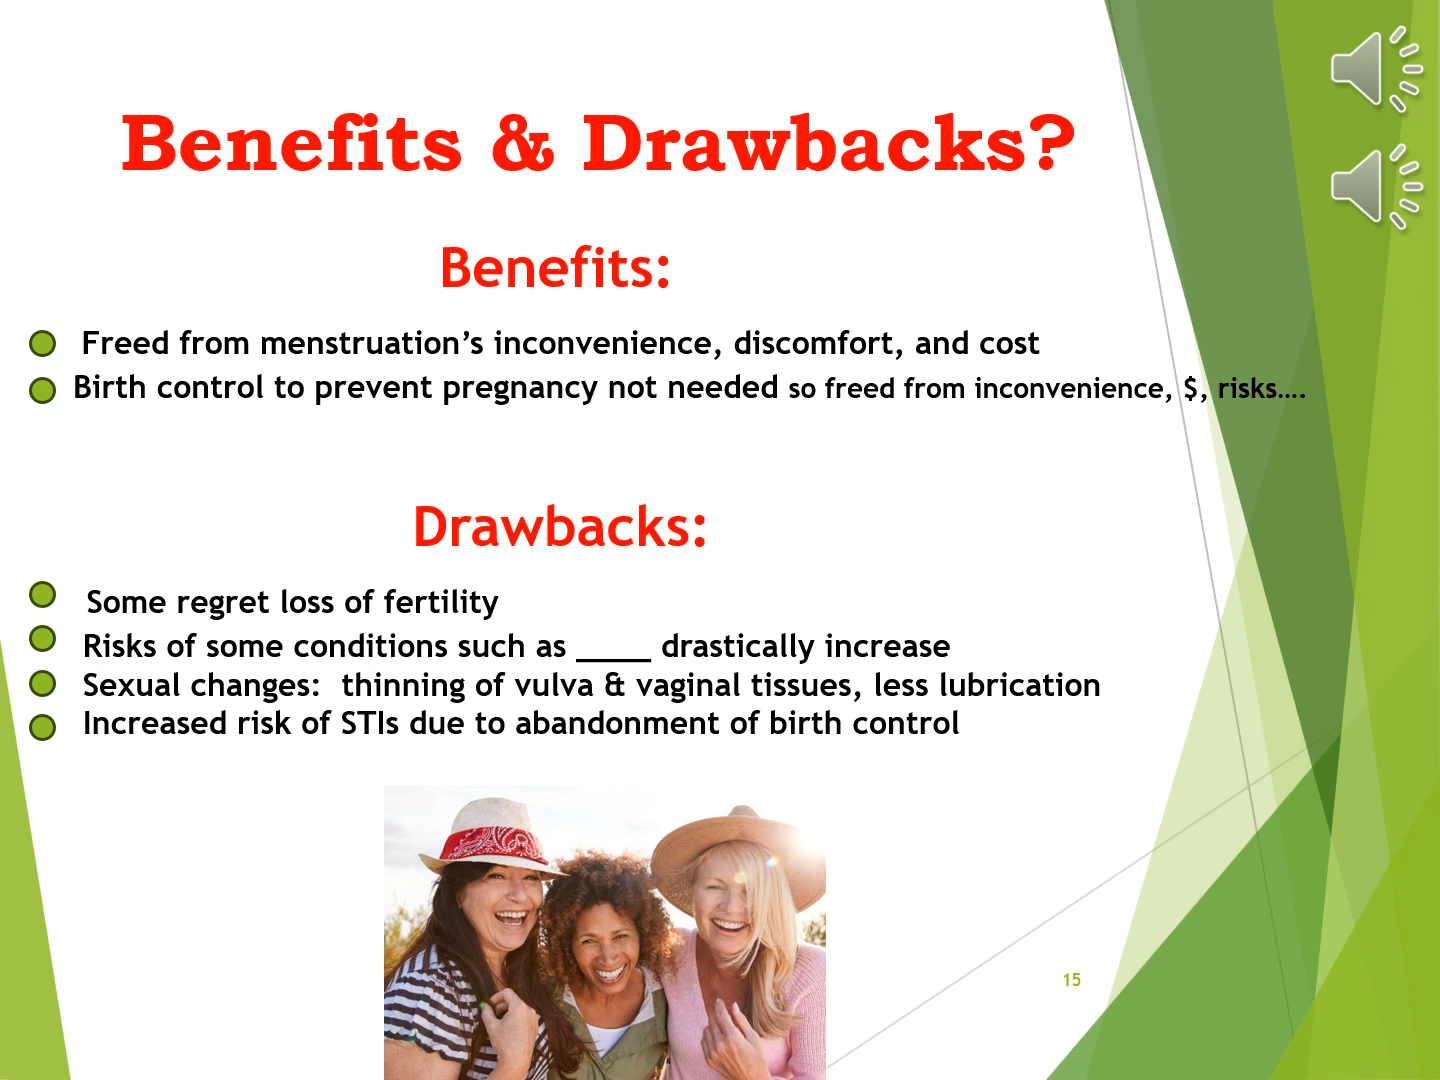 Benefits & Drawbacks?
Benefits:
Freed from menstruation’s inconvenience, discomfort, and cost
Birth control to prevent pregnancy not needed so freed from inconvenience, $, risks….
Drawbacks:
Some regret loss of fertility
Risks of some conditions such as ____ drastically increase
Sexual changes:  thinning of vulva & vaginal tissues, less lubrication
Increased risk of STIs due to abandonment of birth control
15